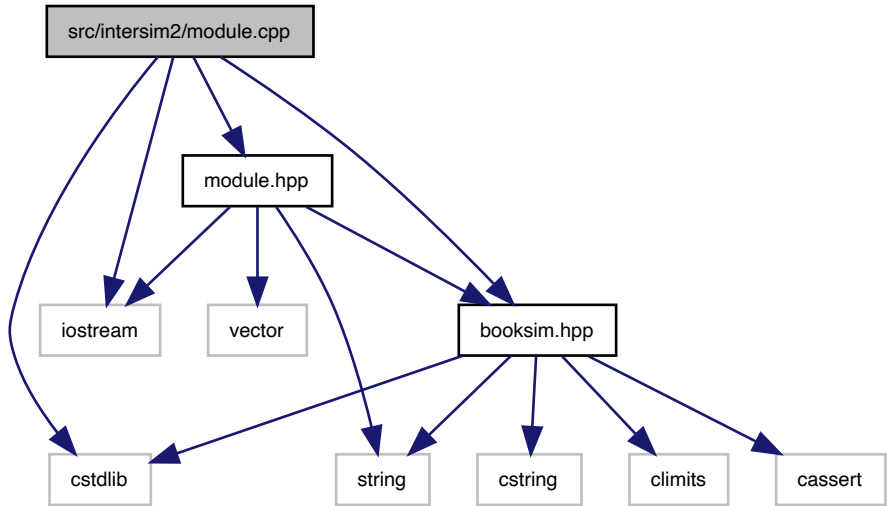 src/intersim2/module.cpp
module.hpp
iostream
vector
booksim.hpp
cstdlib
string
cstring
climits
cassert